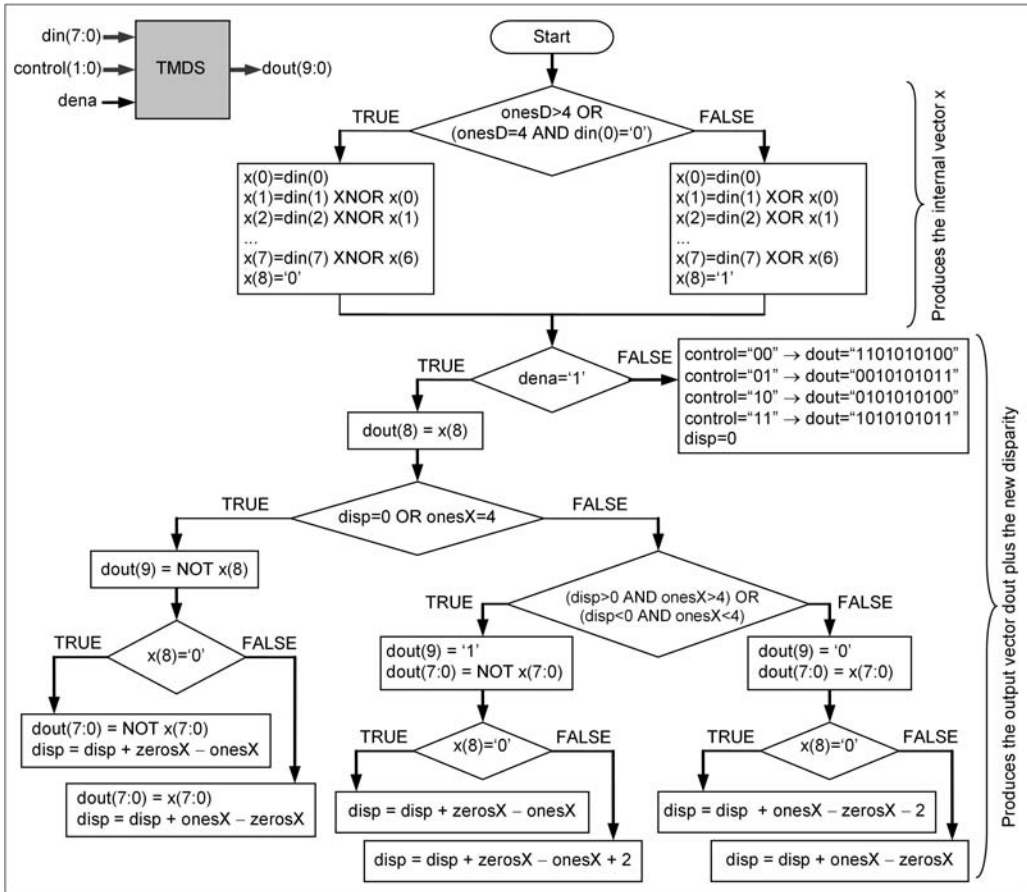 din(7:0)
control(1:0)
dena
TMDS
dout(9:0)
Start
onesD>4 OR
(onesD=4 AND din(0)=‘0’)
TRUE
FALSE
x(0)=din(0)
x(1)=din(1) XNOR x(0)
x(2)=din(2) XNOR x(1)
...
x(7)=din(7) XNOR x(6)
x(8)=‘0’
x(0)=din(0)
x(1)=din(1) XOR x(0)
x(2)=din(2) XOR x(1)
...
x(7)=din(7) XOR x(6)
x(8)=‘1’
Produces the internal vector x
dena=‘1’
TRUE
FALSE
control=“00” → dout=“1101010100”
control=“01” → dout=“0010101011”
control=“10” → dout=“0101010100”
control=“11” → dout=“1010101011”
disp=0
dout(8) = x(8)
disp=0 OR onesX=4
TRUE
FALSE
dout(9) = NOT x(8)
x(8)=‘0’
TRUE
FALSE
dout(7:0) = NOT x(7:0)
disp = disp + zerosX – onesX
dout(7:0) = x(7:0)
disp = disp + onesX – zerosX
(disp>0 AND onesX>4) OR
(disp<0 AND onesX<4)
TRUE
FALSE
dout(9) = ‘1’
dout(7:0) = NOT x(7:0)
x(8)=‘0’
TRUE
FALSE
disp = disp + zerosX – onesX
disp = disp + zerosX – onesX + 2
dout(9) = ‘0’
dout(7:0) = x(7:0)
x(8)=‘0’
TRUE
FALSE
disp = disp + onesX – zerosX – 2
disp = disp + onesX – zerosX
Produces the output vector dout plus the new disparity